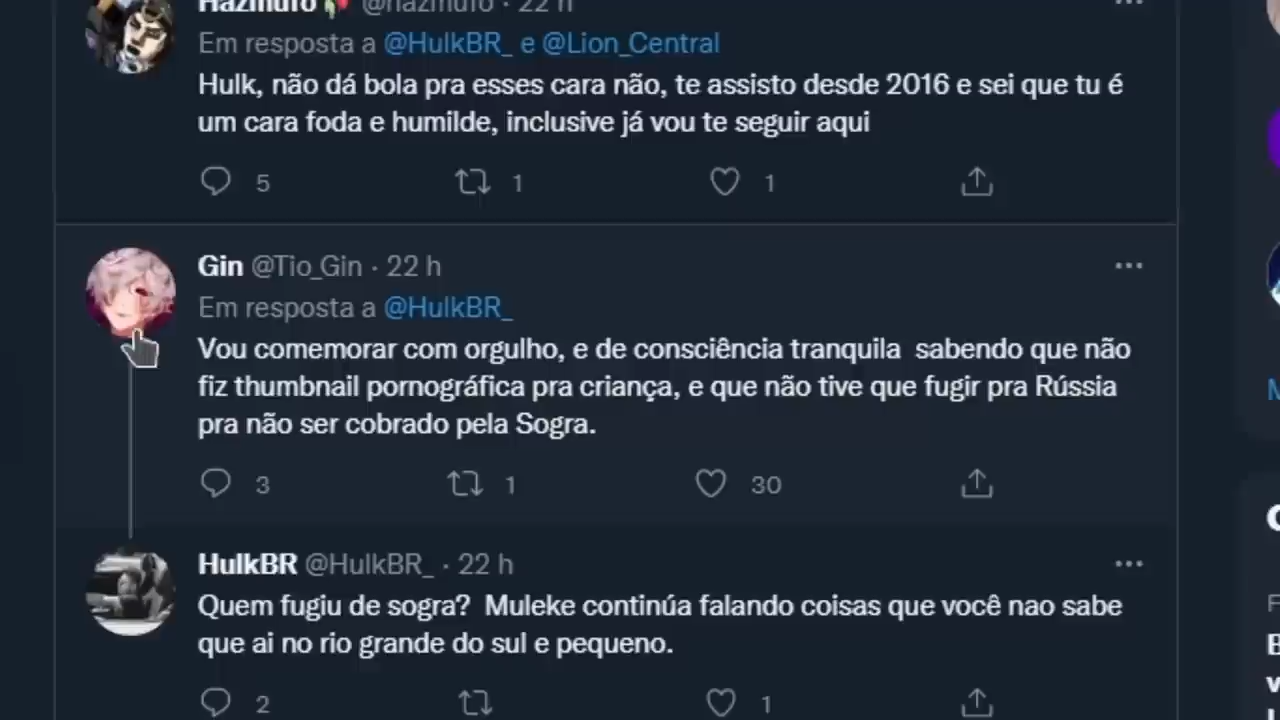 Hazmufo @hazmufo · 22 h
Em resposta a @HulkBR_ e @Lion_Central
Hulk, não dá bola pra esses cara não, te assisto desde 2016 e sei que tu é
um cara foda e humilde, inclusive já vou te seguir aqui
5 1 1
Gin @Tio_Gin · 22 h
Em resposta a @HulkBR_
Vou comemorar com orgulho, e de consciência tranquila  sabendo que não
fiz thumbnail pornográfica pra criança, e que não tive que fugir pra Rússia
pra não ser cobrado pela Sogra.
3 1 30
HulkBR @HulkBR_ · 22 h
Quem fugiu de sogra?  Muleke continúa falando coisas que você nao sabe
que ai no rio grande do sul e pequeno.
2 1